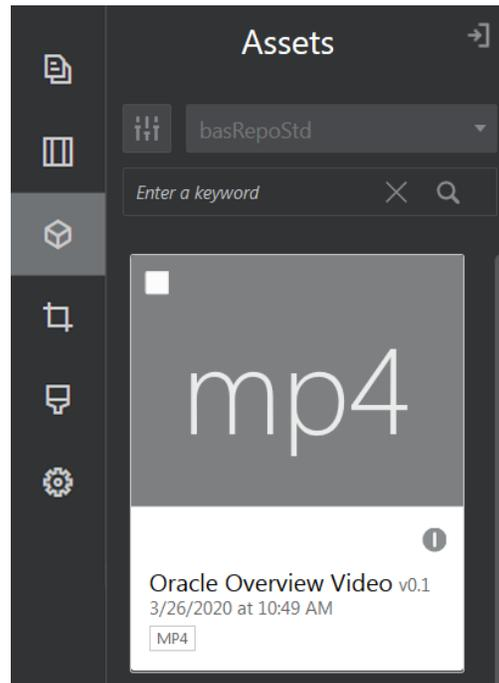 Assets
basRepoStd
Enter a keyword
mp4
Oracle Overview Video v0.1
3/26/2020 at 10:49 AM
MP4